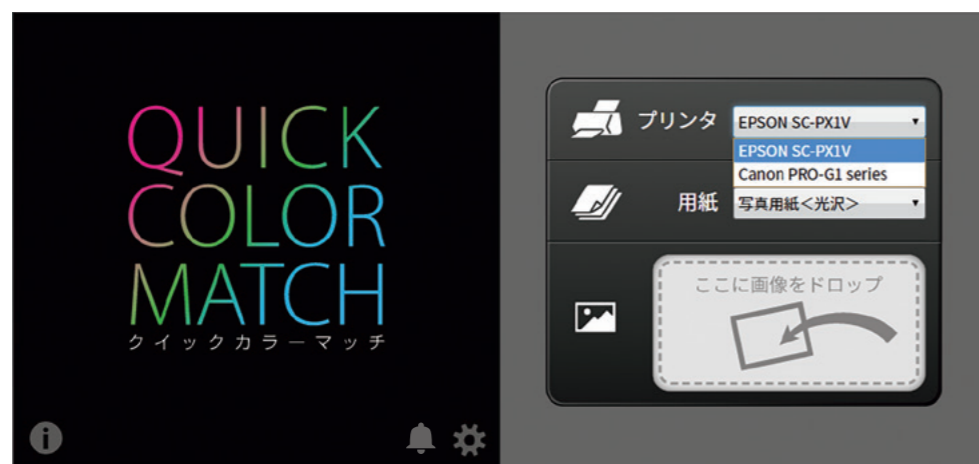 QUICK
COLOR
MATCH
クイックカラーマッチ
プリンタ
EPSON SC-PX1V
EPSON SC-PX1V
Canon PRO-G1 series
用紙
写真用紙<光沢>
ここに画像をドロップ